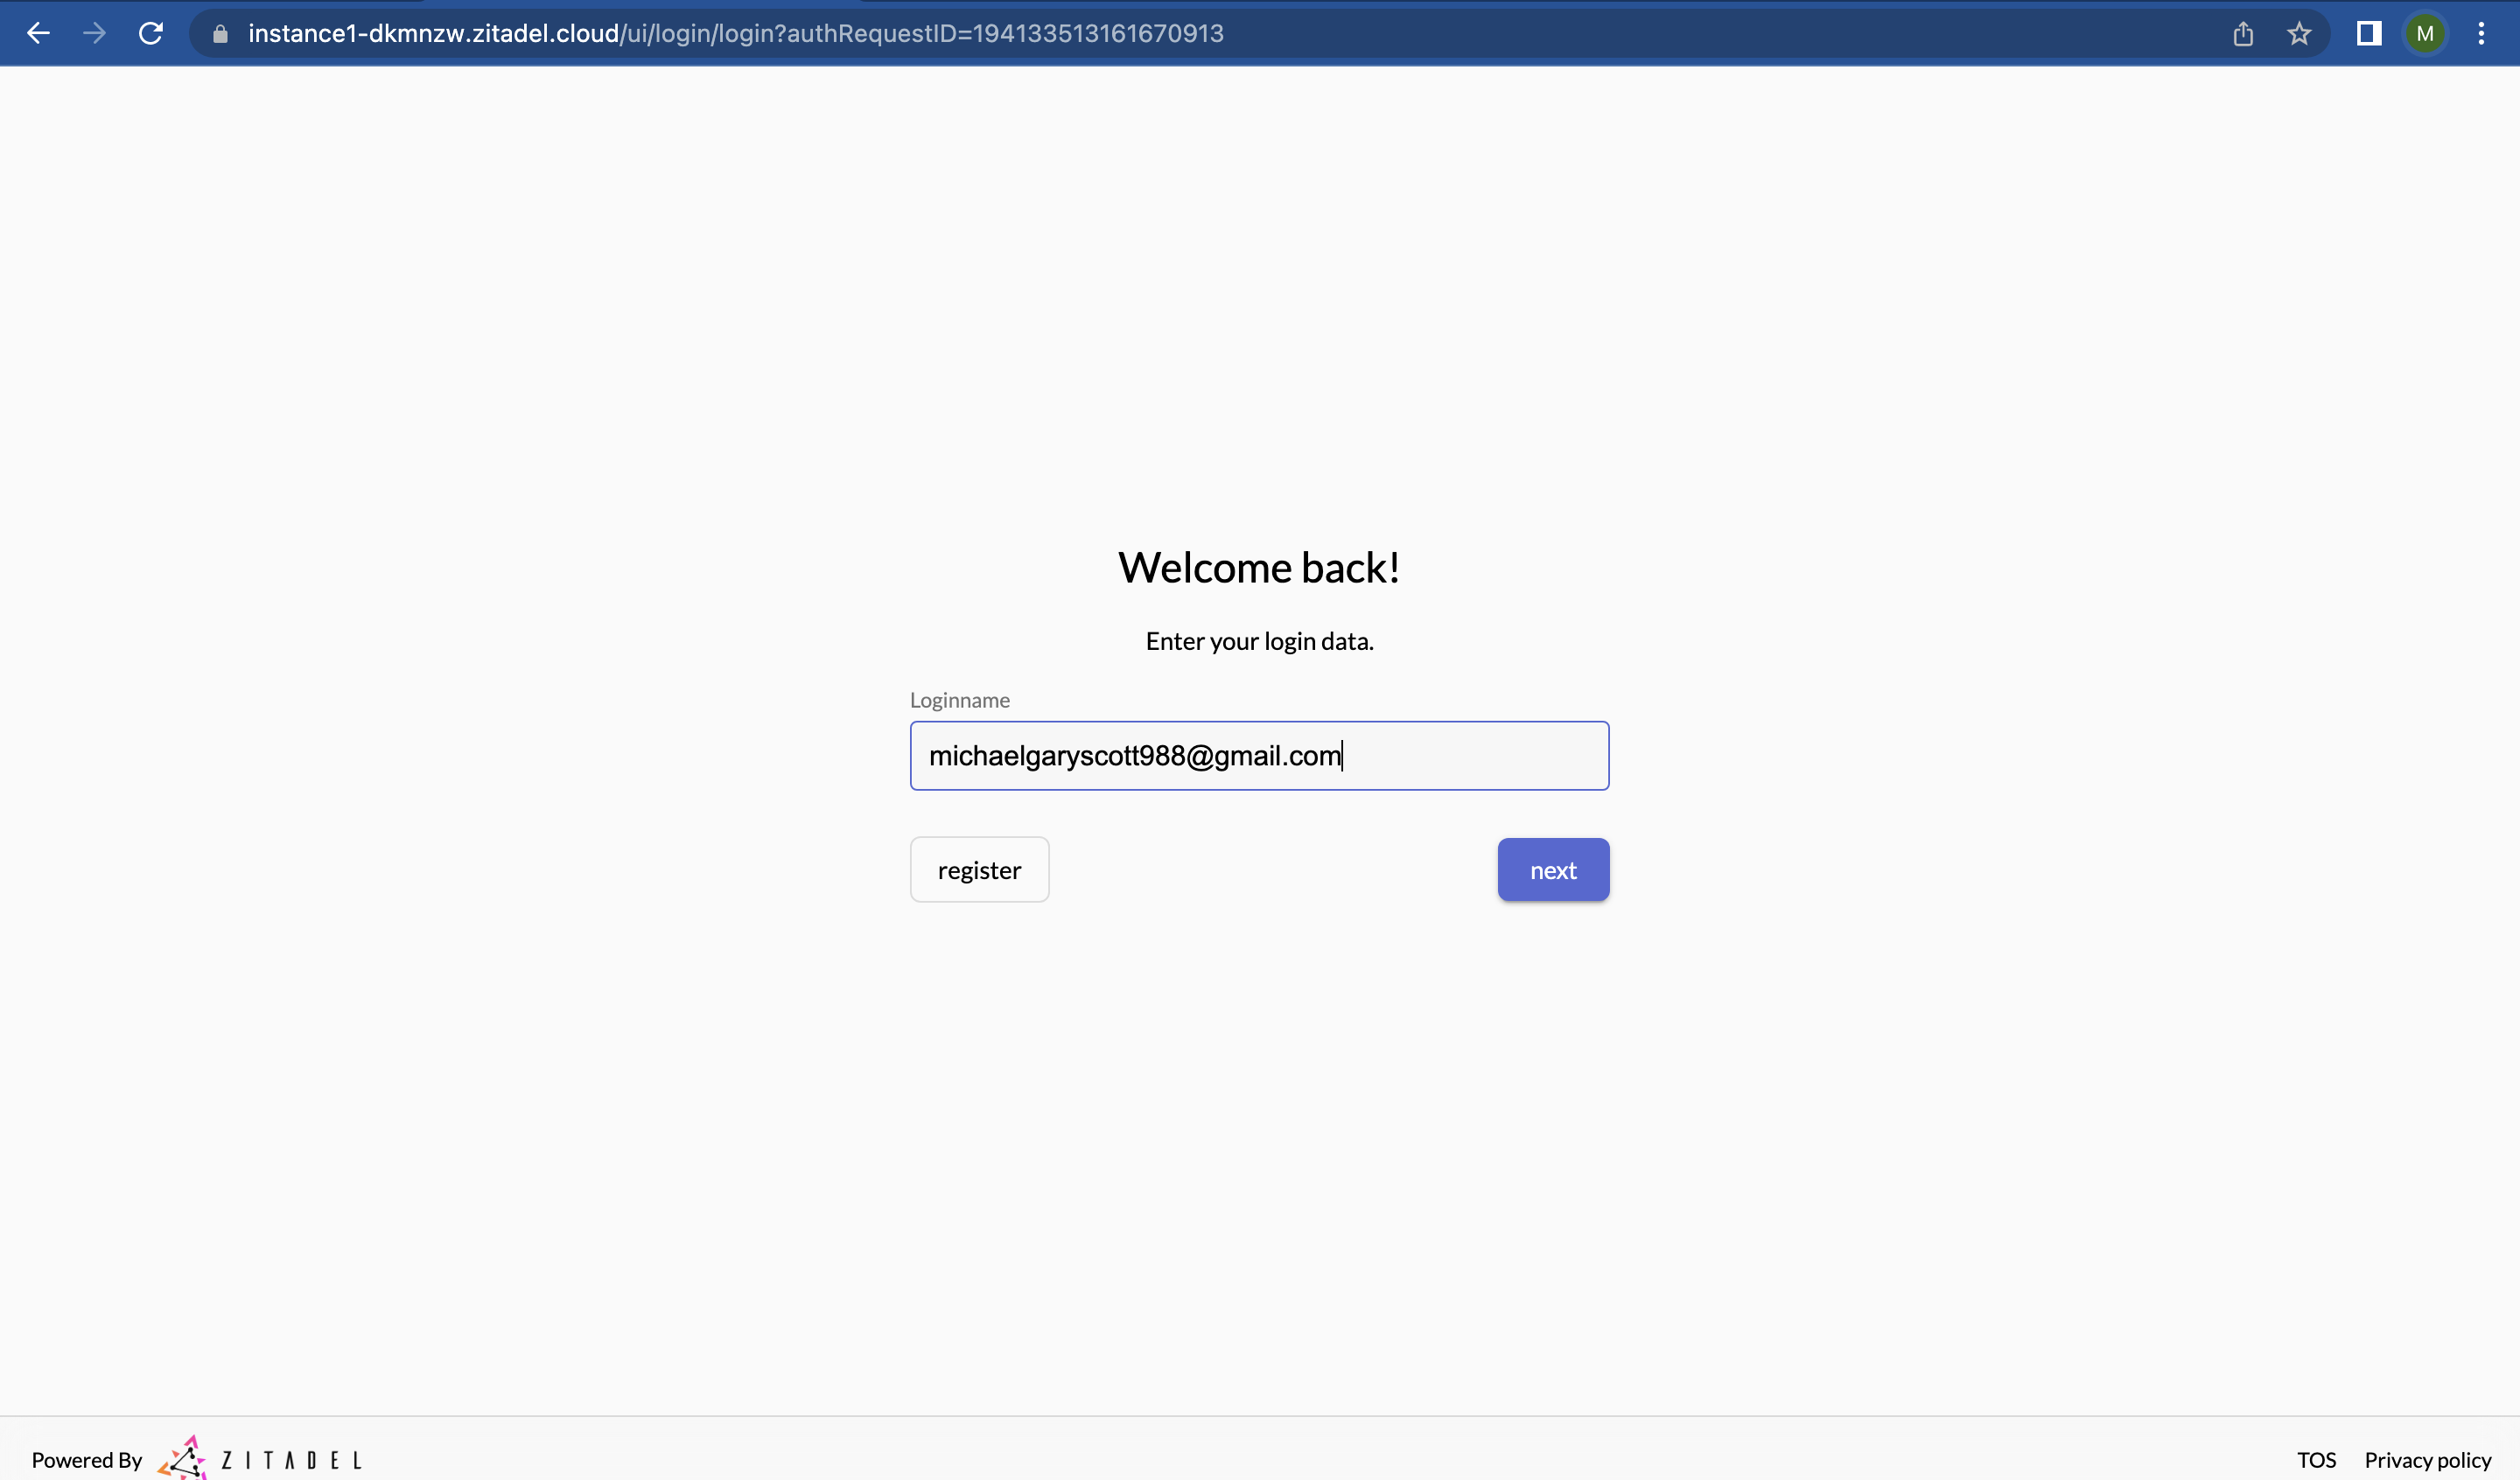 instance1-dkmnzw.zitadel.cloud/ui/login/login?authRequestID=194133513161670913
M
Welcome back!
Enter your login data.
Loginname
michaelgaryscott988@gmail.com
register
next
Powered By ZITADEL
TOS Privacy policy